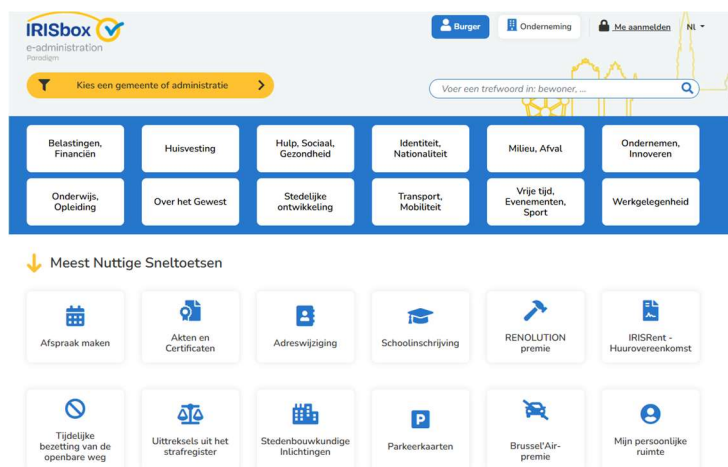 IRISbox
e-administration
Paradigm
Burger
Onderneming
Me aanmelden
NL
Kies een gemeente of administratie
Voer een trefwoord in: bewoner, ...
Belastingen,
Financiën
Huisvesting
Hulp, Sociaal,
Gezondheid
Identiteit,
Nationaliteit
Milieu, Afval
Ondernemen,
Innoveren
Onderwijs,
Opleiding
Over het Gewest
Stedelijke
ontwikkeling
Transport,
Mobiliteit
Vrije tijd,
Evenementen,
Sport
Werkgelegenheid
Meest Nuttige Sneltoetsen
Afspraak maken
Akten en
Certificaten
Adreswijziging
Schoolinschrijving
RENOLUTION
premie
IRISRent -
Huurovereenkomst
Tijdelijke
bezetting van de
openbare weg
Uittreksels uit het
strafregister
Stedenbouwkundige
Inlichtingen
P
Parkeerkaarten
Brussel'Air-
premie
Mijn persoonlijke
ruimte